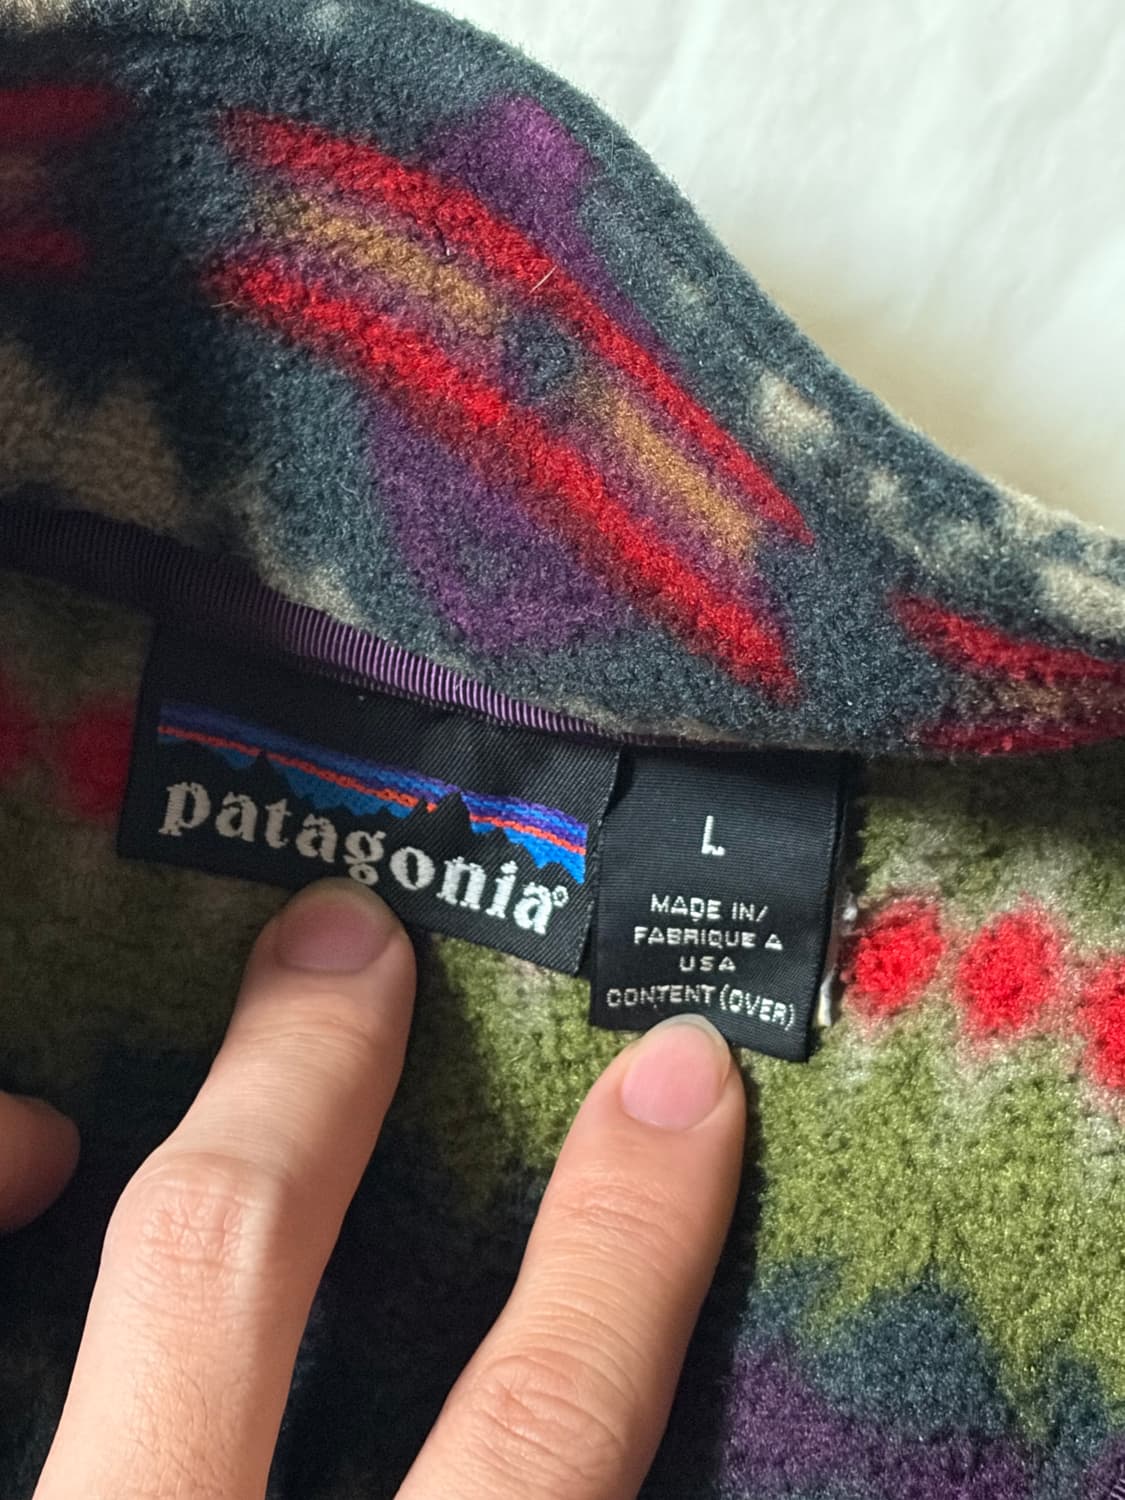 patagonia®
L
MADE IN/
FABRIQUE A
USA
CONTENT (OVER)